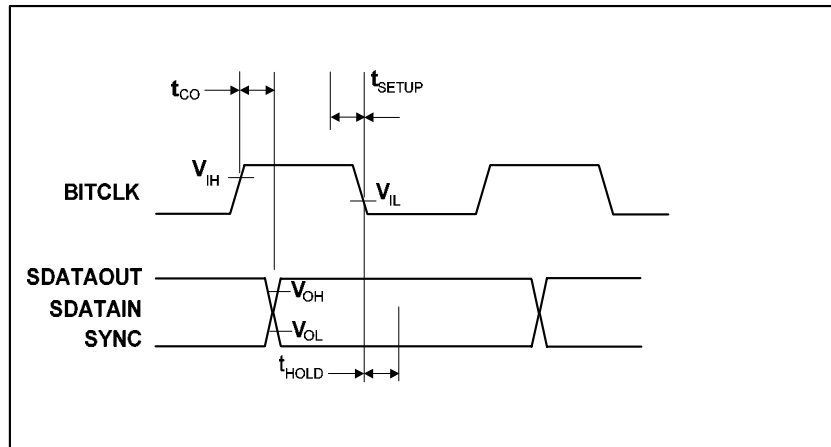 tCO
tSETUP
VIH
BITCLK
VIL
SDATAOUT
VOH
SDATAIN
SYNC
VOL
tHOLD